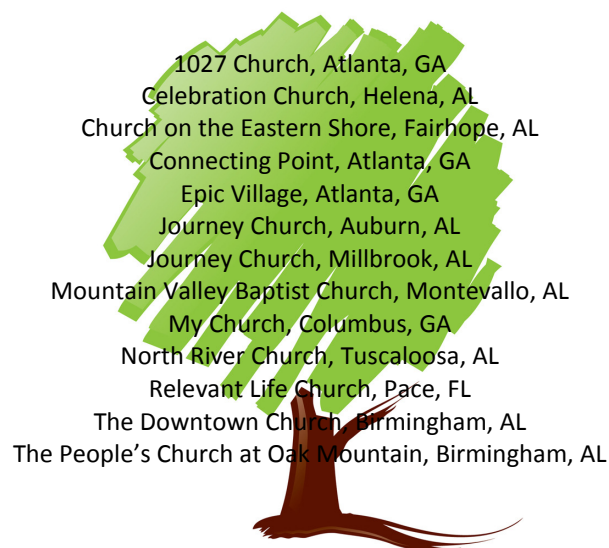 1027 Church, Atlanta, GA
Celebration Church, Helena, AL
Church on the Eastern Shore, Fairhope, AL
Connecting Point, Atlanta, GA
Epic Village, Atlanta, GA
Journey Church, Auburn, AL
Journey Church, Millbrook, AL
Mountain Valley Baptist Church, Montevallo, AL
My Church, Columbus, GA
North River Church, Tuscaloosa, AL
Relevant Life Church, Pace, FL
The Downtown Church, Birmingham, AL
The People’s Church at Oak Mountain, Birmingham, AL